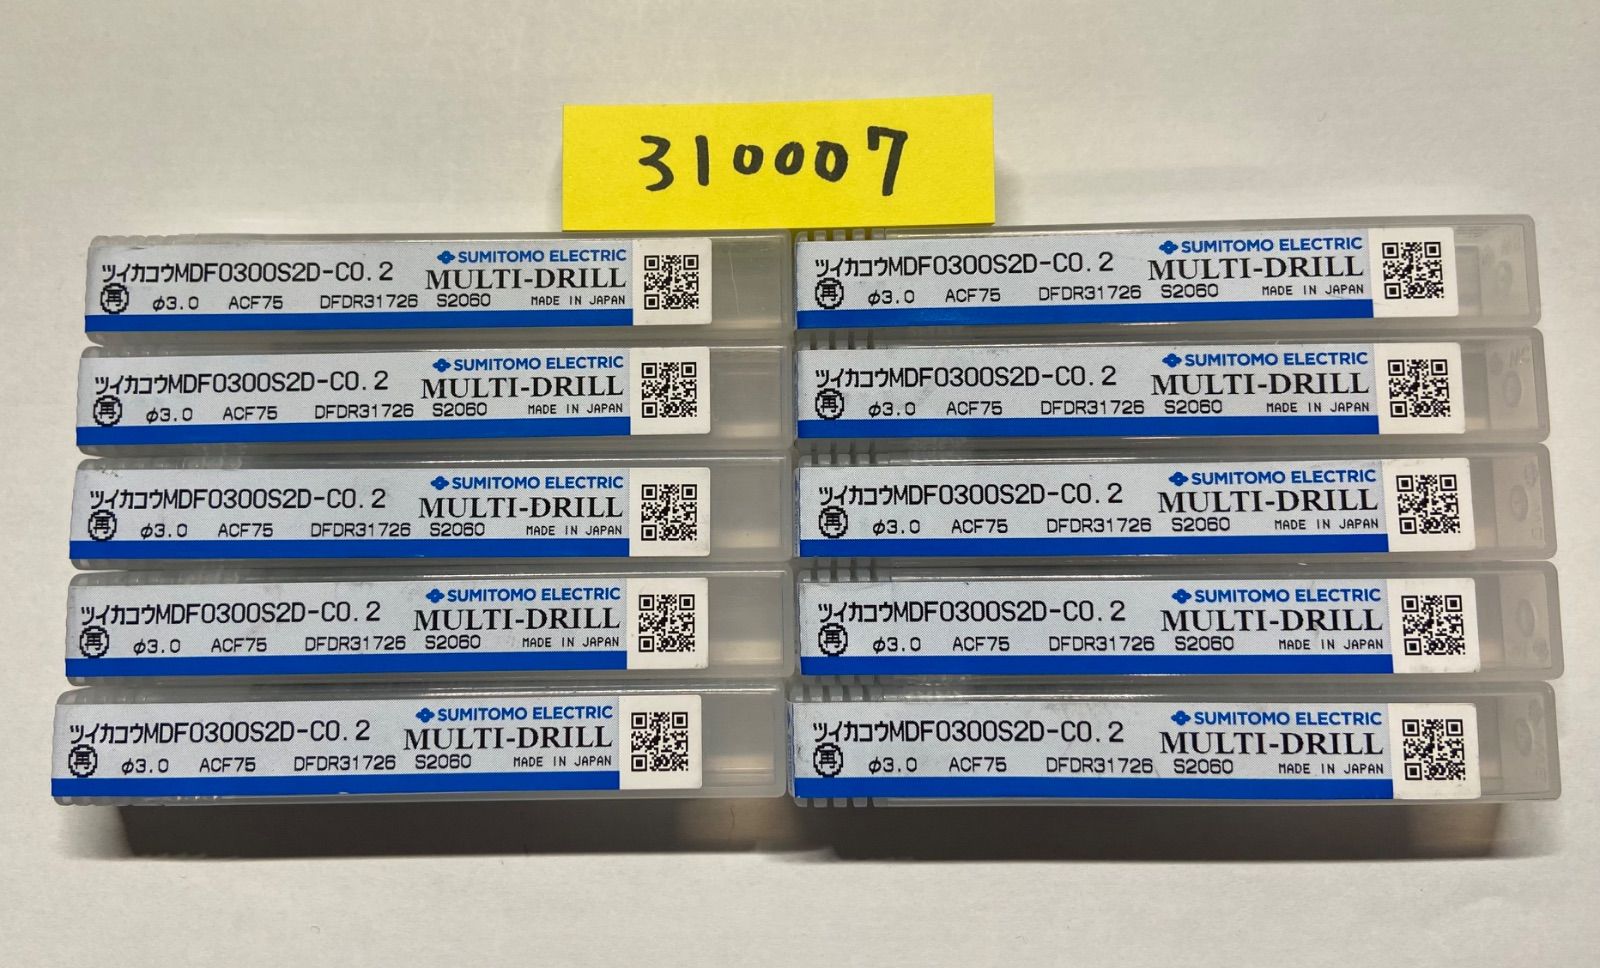 310007
ツイカコウMDF0300S2D-C0.2 SUMITOMO ELECTRIC
MULTI-DRILL
再 φ3.0 ACF75 DFDR31726 S2060 MADE IN JAPAN
ツイカコウMDF0300S2D-C0.2 SUMITOMO ELECTRIC
MULTI-DRILL
再 φ3.0 ACF75 DFDR31726 S2060 MADE IN JAPAN
ツイカコウMDF0300S2D-C0.2 SUMITOMO ELECTRIC
MULTI-DRILL
再 φ3.0 ACF75 DFDR31726 S2060 MADE IN JAPAN
ツイカコウMDF0300S2D-C0.2 SUMITOMO ELECTRIC
MULTI-DRILL
再 φ3.0 ACF75 DFDR31726 S2060 MADE IN JAPAN
ツイカコウMDF0300S2D-C0.2 SUMITOMO ELECTRIC
MULTI-DRILL
再 φ3.0 ACF75 DFDR31726 S2060 MADE IN JAPAN
ツイカコウMDF0300S2D-C0.2 SUMITOMO ELECTRIC
MULTI-DRILL
再 φ3.0 ACF75 DFDR31726 S2060 MADE IN JAPAN
ツイカコウMDF0300S2D-C0.2 SUMITOMO ELECTRIC
MULTI-DRILL
再 φ3.0 ACF75 DFDR31726 S2060 MADE IN JAPAN
ツイカコウMDF0300S2D-C0.2 SUMITOMO ELECTRIC
MULTI-DRILL
再 φ3.0 ACF75 DFDR31726 S2060 MADE IN JAPAN
ツイカコウMDF0300S2D-C0.2 SUMITOMO ELECTRIC
MULTI-DRILL
再 φ3.0 ACF75 DFDR31726 S2060 MADE IN JAPAN
ツイカコウMDF0300S2D-C0.2 SUMITOMO ELECTRIC
MULTI-DRILL
再 φ3.0 ACF75 DFDR31726 S2060 MADE IN JAPAN